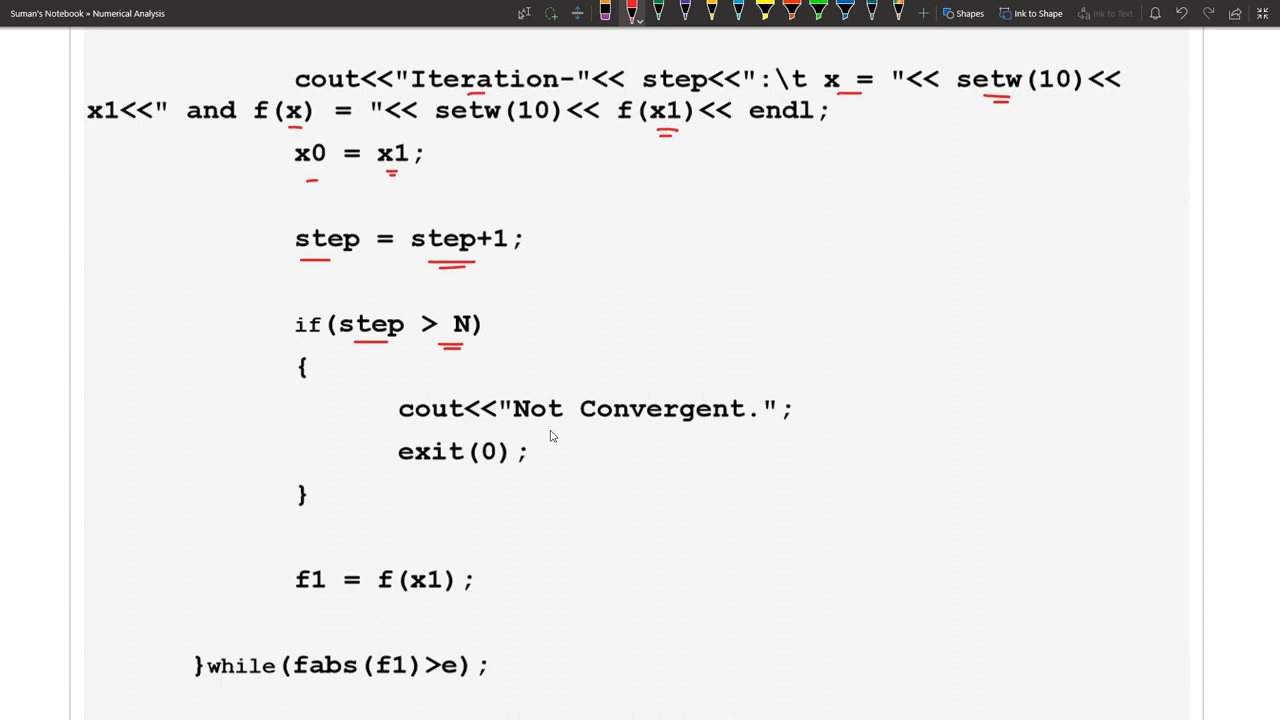 Suman's Notebook » Numerical Analysis
Shapes
Ink to Shape
Ink to Text
cout<<"Iteration-"<< step<<":\t x = "<< setw(10)<<
x1<<" and f(x) = "<< setw(10)<< f(x1)<< endl;
x0 = x1;
step = step+1;
if(step > N)
{
cout<<"Not Convergent.";
exit(0);
}
f1 = f(x1);
}while(fabs(f1)>e);